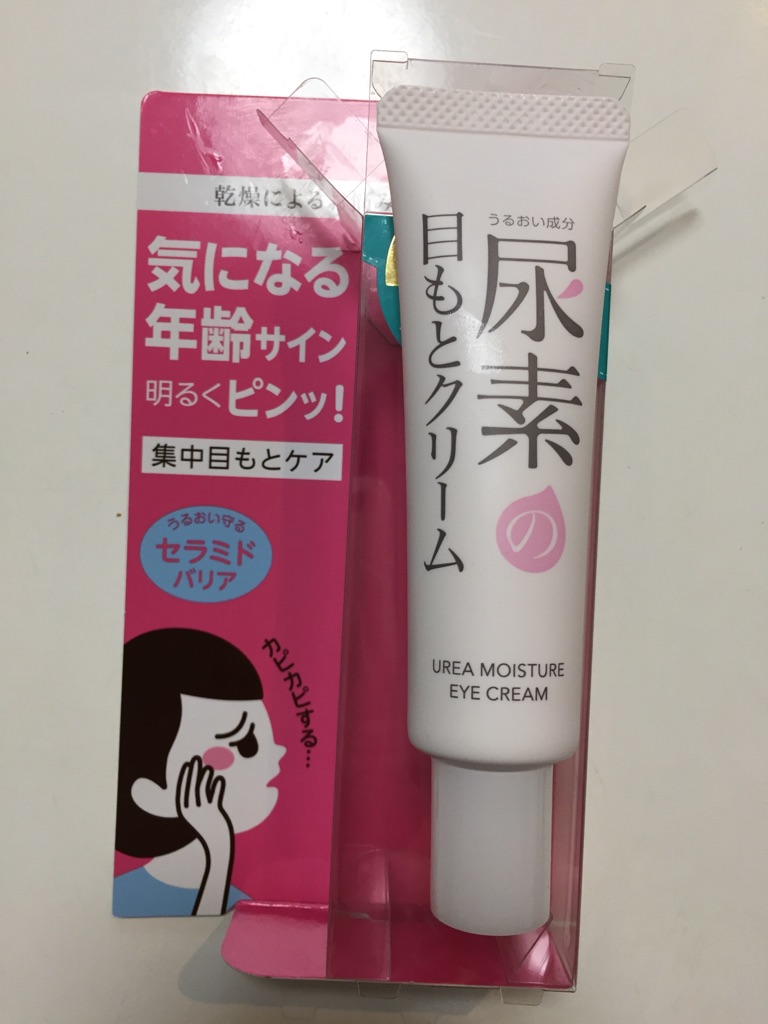 乾燥による
気になる
年齢サイン
明るくピンッ!
集中目もとケア
うるおい守る
セラミド
バリア
カピカピする…
うるおい成分
尿素の
目もとクリーム
UREA MOISTURE
EYE CREAM